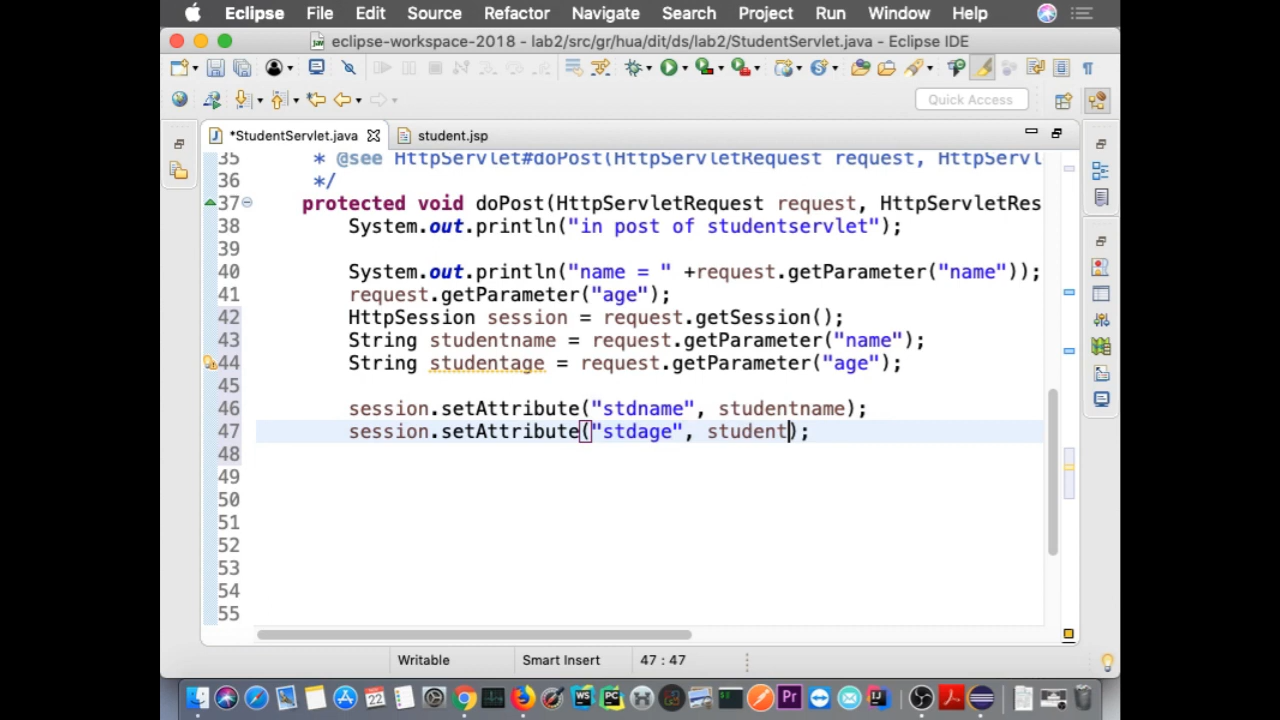 Eclipse File Edit Source Refactor Navigate Search Project Run Window Help
eclipse-workspace-2018 - lab2/src/gr/hua/dit/ds/lab2/StudentServlet.java - Eclipse IDE
Quick Access
*StudentServlet.java student.jsp
35 * @see HttpServlet#doPost(HttpServletRequest request, HttpServl
36 */
37 protected void doPost(HttpServletRequest request, HttpServletRes
38 System.out.println("in post of studentservlet");
39
40 System.out.println("name = " +request.getParameter("name"));
41 request.getParameter("age");
42 HttpSession session = request.getSession();
43 String studentname = request.getParameter("name");
44 String studentage = request.getParameter("age");
45
46 session.setAttribute("stdname", studentname);
47 session.setAttribute("stdage", student);
48
49
50
51
52
53
54
55
Writable Smart Insert 47 : 47
22 WS PC Pr